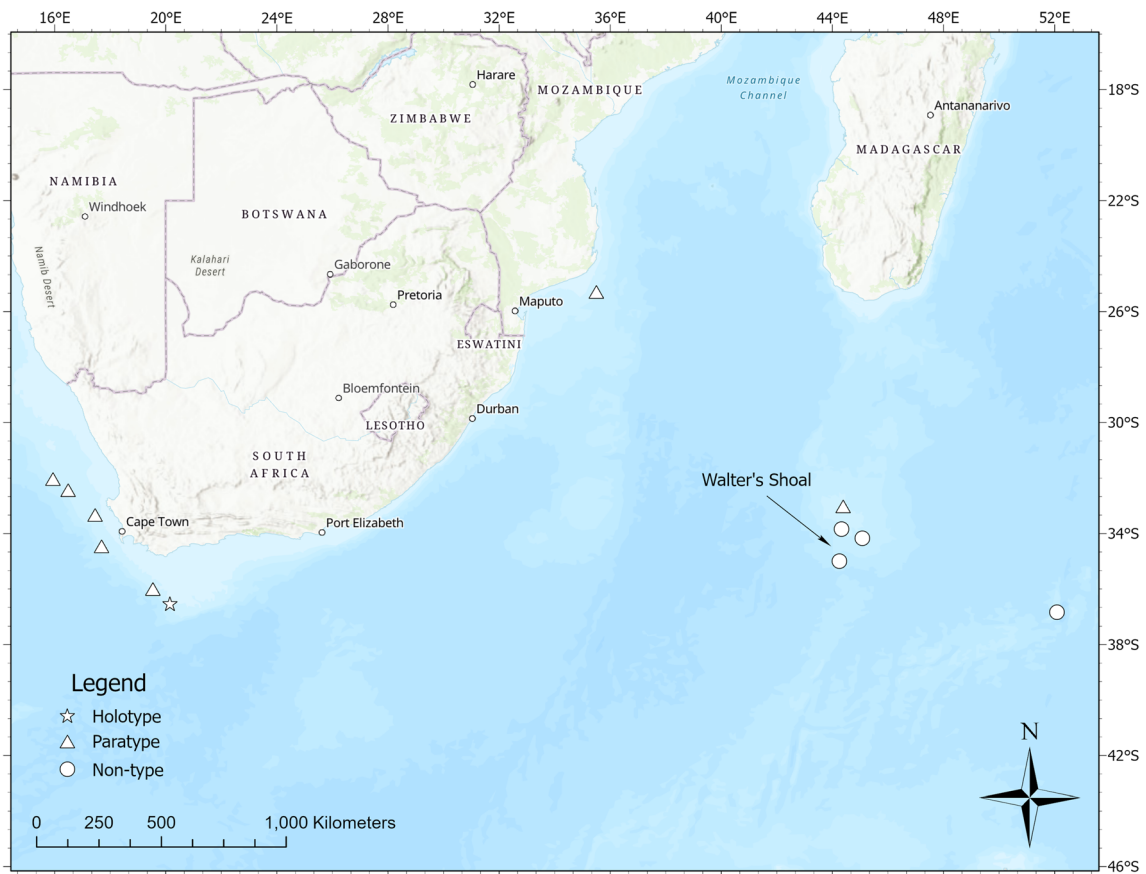 16°E 20°E 24°E 28°E 32°E 36°E 40°E 44°E 48°E 52°E
Harare
MOZAMBIQUE
Mozambique
Channel
18°S
Antananarivo
ZIMBABWE
MADAGASCAR
NAMIBIA
Windhoek
BOTSWANA
22°S
Namib Desert
Kalahari
Desert
Gaborone
Pretoria
Maputo
26°S
ESWATINI
Bloemfontein
Durban
LESOTHO
30°S
SOUTH
AFRICA
Walter's Shoal
Cape Town
Port Elizabeth
34°S
38°S
Legend
Holotype
Paratype
Non-type
N
42°S
0 250 500 1,000 Kilometers
46°S